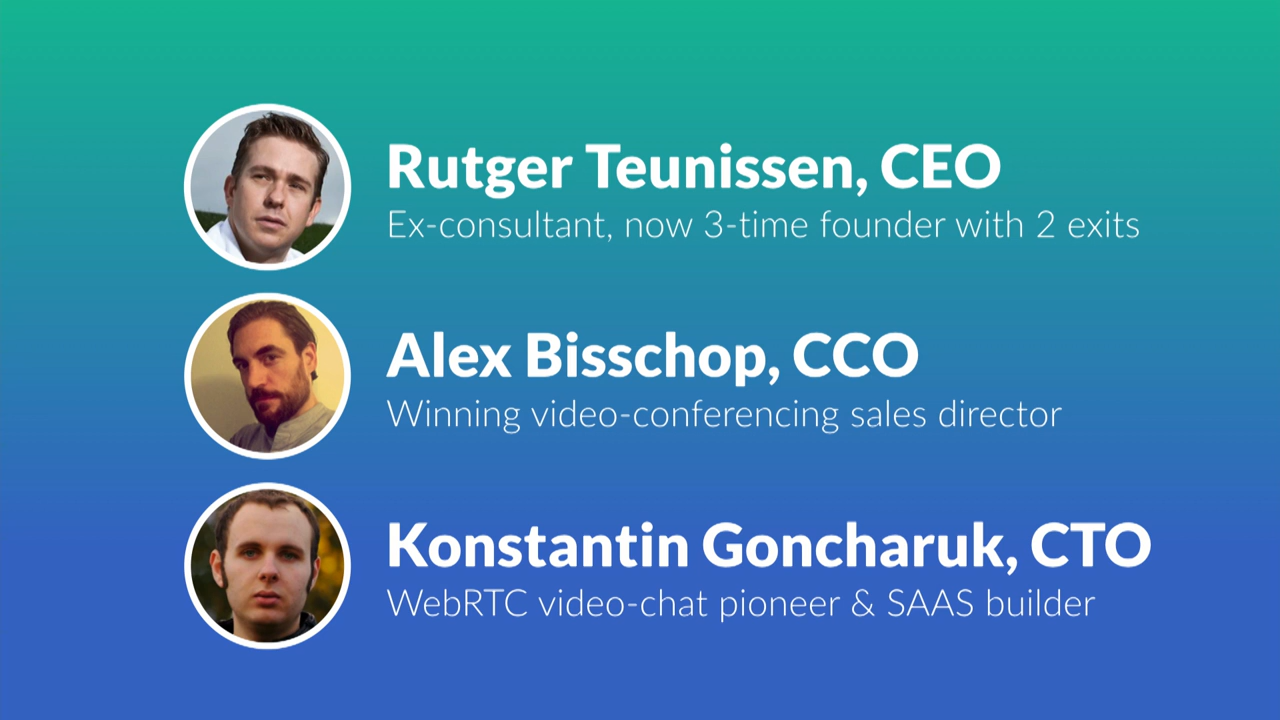 Rutger Teunissen, CEO
Ex-consultant, now 3-time founder with 2 exits
Alex Bisschop, CCO
Winning video-conferencing sales director
Konstantin Goncharuk, CTO
WebRTC video-chat pioneer & SAAS builder